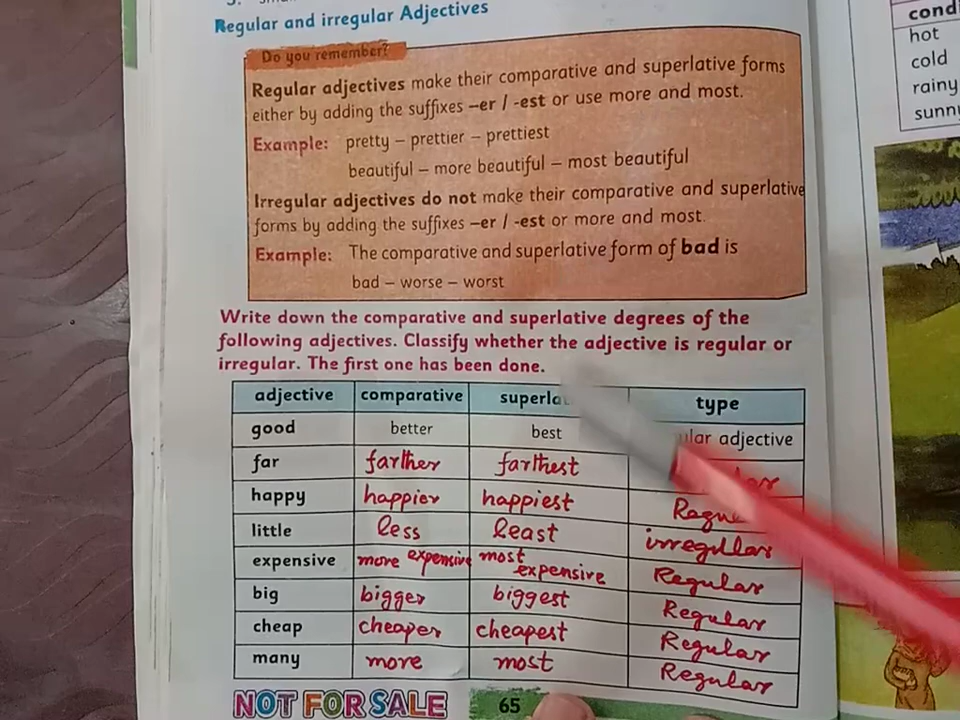 Regular and irregular Adjectives
Do you remember?
Regular adjectives make their comparative and superlative forms
either by adding the suffixes –er / -est or use more and most.
Example: pretty – prettier – prettiest
beautiful – more beautiful – most beautiful
Irregular adjectives do not make their comparative and superlative
forms by adding the suffixes –er / -est or more and most.
Example: The comparative and superlative form of bad is
bad – worse – worst
Write down the comparative and superlative degrees of the
following adjectives. Classify whether the adjective is regular or
irregular. The first one has been done.
adjective comparative type
good better best adjective
far farther farthest
happy happier happiest
little less least irregular
expensive more expensive most expensive Regular
big bigger biggest Regular
cheap cheaper cheapest Regular
many more most Regular
NOT FOR SALE 65
hot
cold
rainy